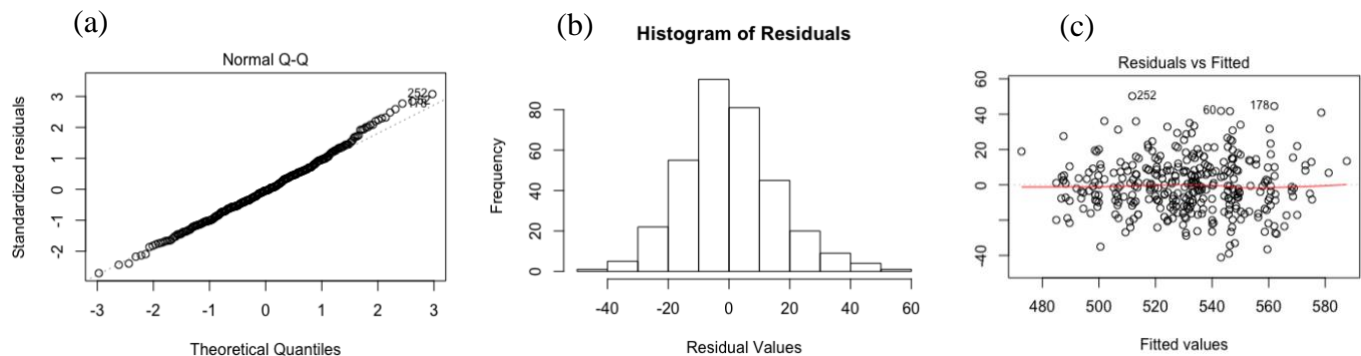 (a)
Normal Q-Q
Standardized residuals
3
2
1
0
-1
-2
252
-3 -2 -1 0 1 2 3
Theoretical Quantiles
(b)
Histogram of Residuals
Frequency
80
60
40
20
0
-40 -20 0 20 40 60
Residual Values
(c)
Residuals vs Fitted
60
40
20
0
-40
252
60
178
480 500 520 540 560 580
Fitted values